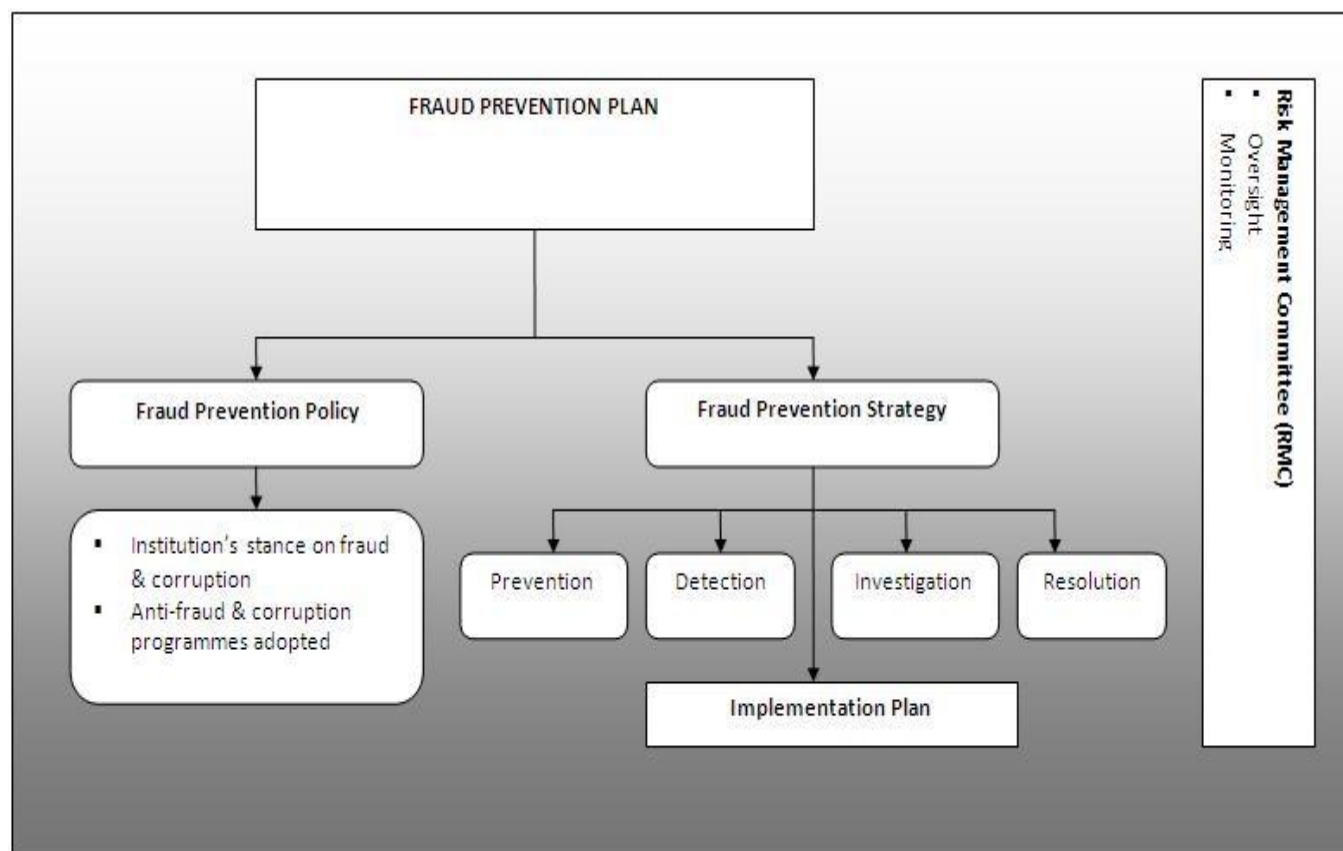 FRAUD PREVENTION PLAN
Fraud Prevention Policy
Fraud Prevention Strategy
▪ Institution's stance on fraud
& corruption
▪ Anti-fraud & corruption
programmes adopted
Prevention
Detection
Investigation
Resolution
Implementation Plan
Risk Management Committee (RMC)
▪ Oversight
▪ Monitoring